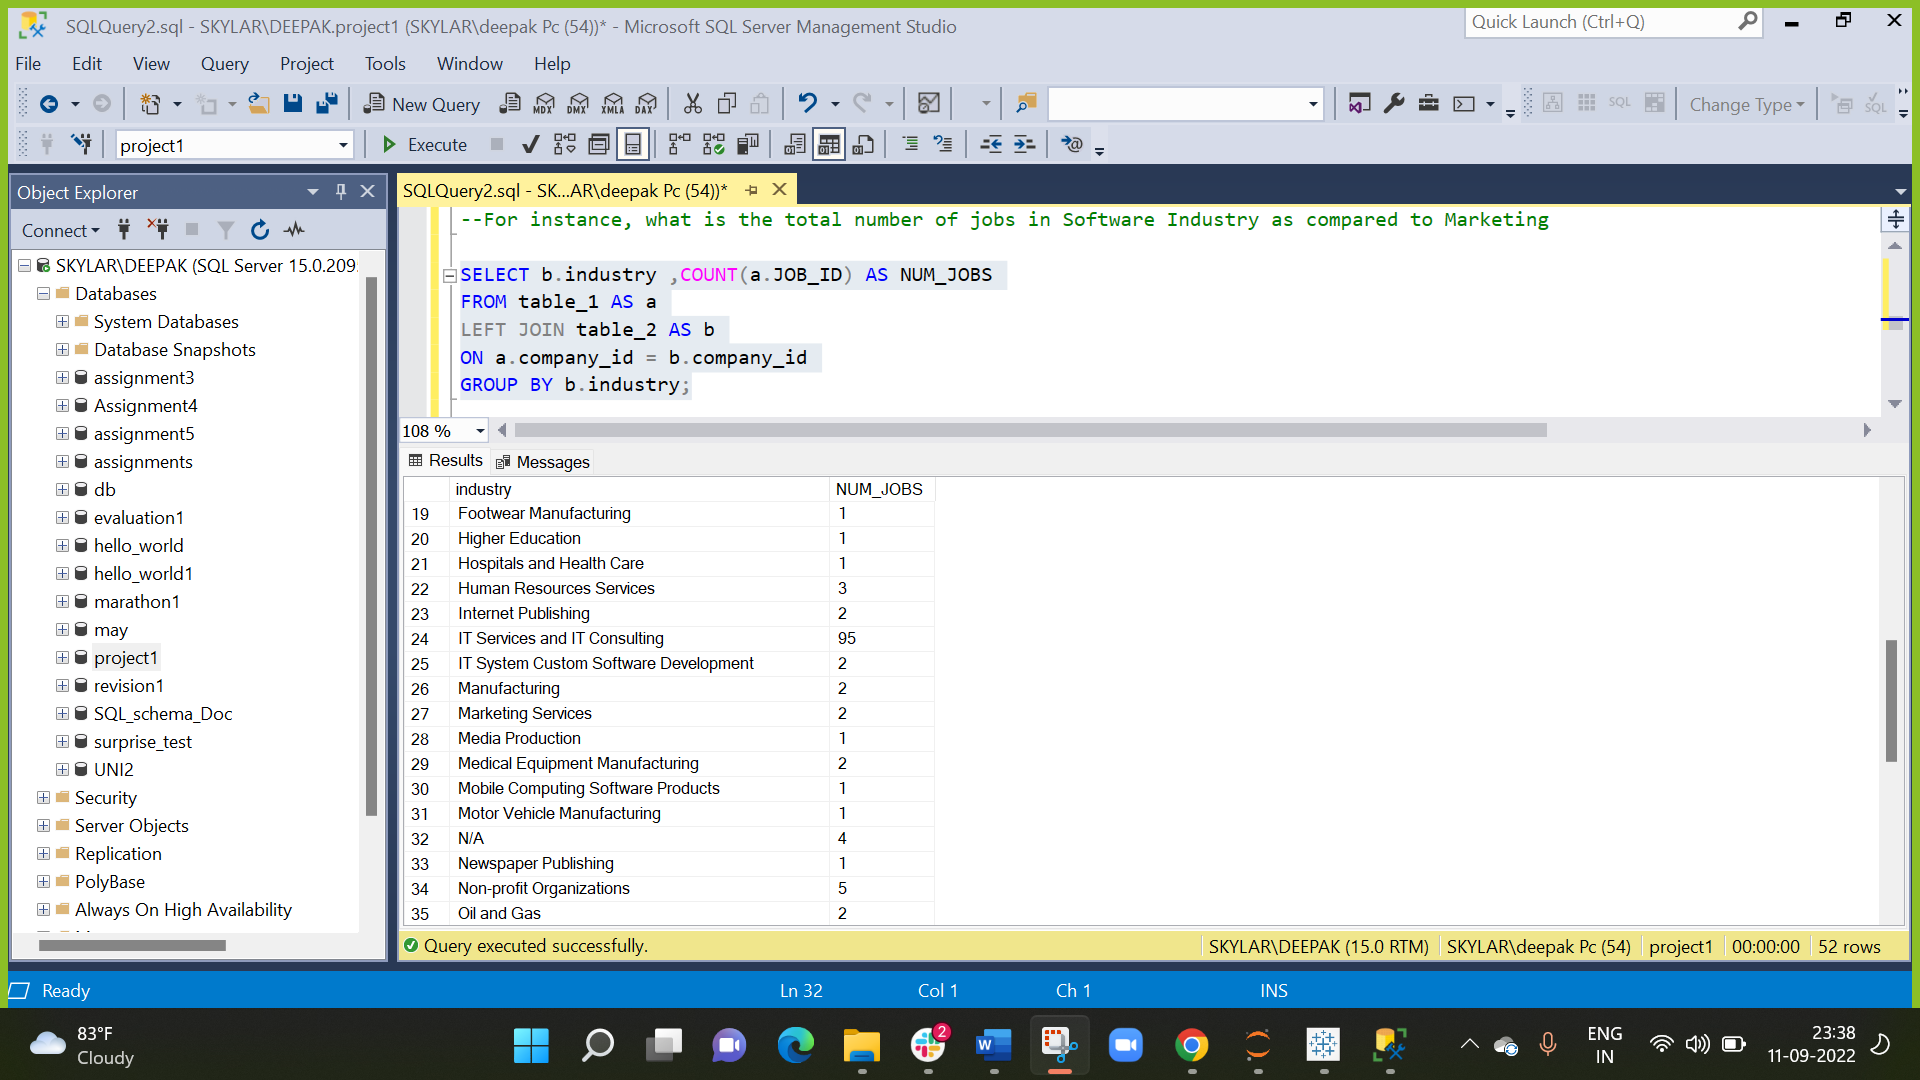 SQLQuery2.sql - SKYLAR\DEEPAK.project1 (SKYLAR\deepak Pc (54))* - Microsoft SQL Server Management Studio
Quick Launch (Ctrl+Q)
File Edit View Query Project Tools Window Help
New Query MDX DMX XMLA DAX SQL Change Type SQL
project1 Execute
Object Explorer
Connect
SKYLAR\DEEPAK (SQL Server 15.0.209
Databases
System Databases
Database Snapshots
assignment3
Assignment4
assignment5
assignments
db
evaluation1
hello_world
hello_world1
marathon1
may
project1
revision1
SQL_schema_Doc
surprise_test
UNI2
Security
Server Objects
Replication
PolyBase
Always On High Availability
SQLQuery2.sql - SK...AR\deepak Pc (54))*
--For instance, what is the total number of jobs in Software Industry as compared to Marketing
SELECT b.industry ,COUNT(a.JOB_ID) AS NUM_JOBS
FROM table_1 AS a
LEFT JOIN table_2 AS b
ON a.company_id = b.company_id
GROUP BY b.industry;
108 %
Results Messages
industry NUM_JOBS
19 Footwear Manufacturing 1
20 Higher Education 1
21 Hospitals and Health Care 1
22 Human Resources Services 3
23 Internet Publishing 2
24 IT Services and IT Consulting 95
25 IT System Custom Software Development 2
26 Manufacturing 2
27 Marketing Services 2
28 Media Production 1
29 Medical Equipment Manufacturing 2
30 Mobile Computing Software Products 1
31 Motor Vehicle Manufacturing 1
32 N/A 4
33 Newspaper Publishing 1
34 Non-profit Organizations 5
35 Oil and Gas 2
Query executed successfully. SKYLAR\DEEPAK (15.0 RTM) SKYLAR\deepak Pc (54) project1 00:00:00 52 rows
Ready Ln 32 Col 1 Ch 1 INS
83°F
Cloudy
2
W
ENG
IN
23:38
11-09-2022